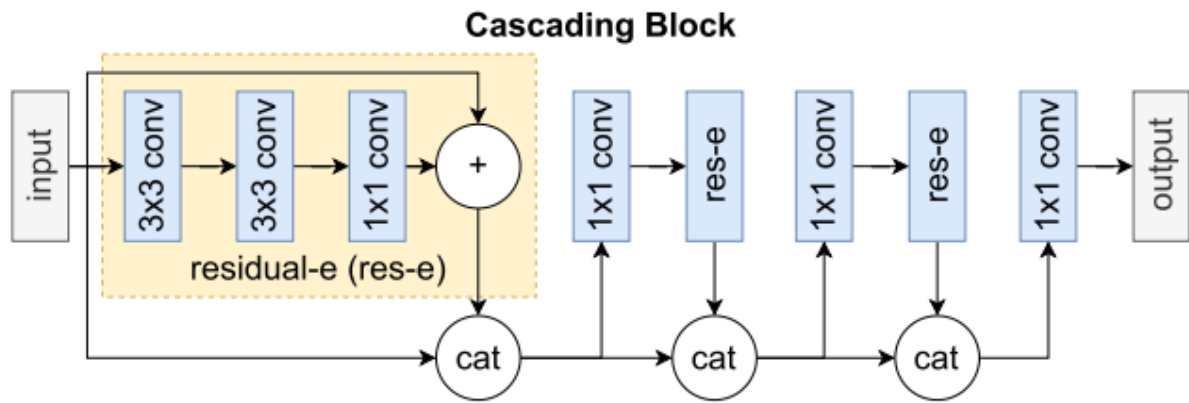 Cascading Block
input
3x3 conv
3x3 conv
1x1 conv
+
residual-e (res-e)
1x1 conv
res-e
1x1 conv
res-e
1x1 conv
output
cat
cat
cat